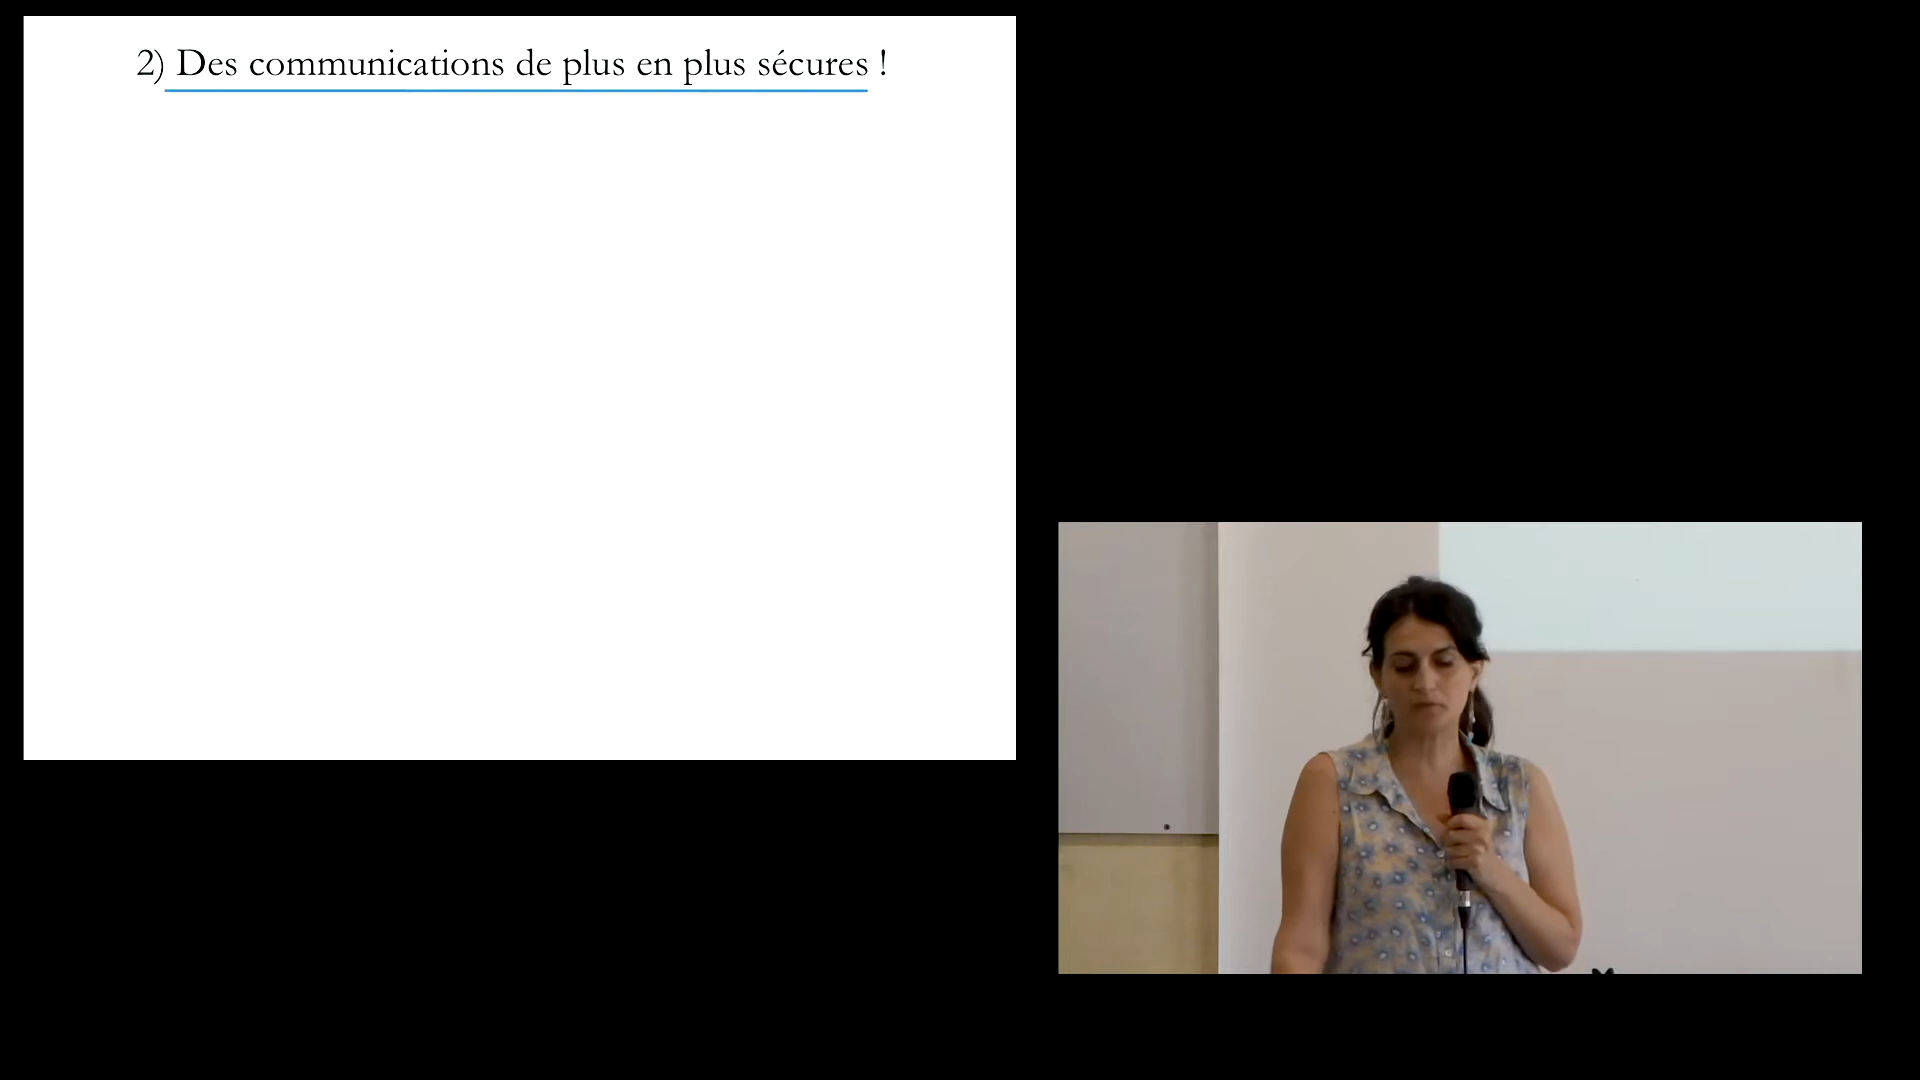 2) Des communications de plus en plus sécures !